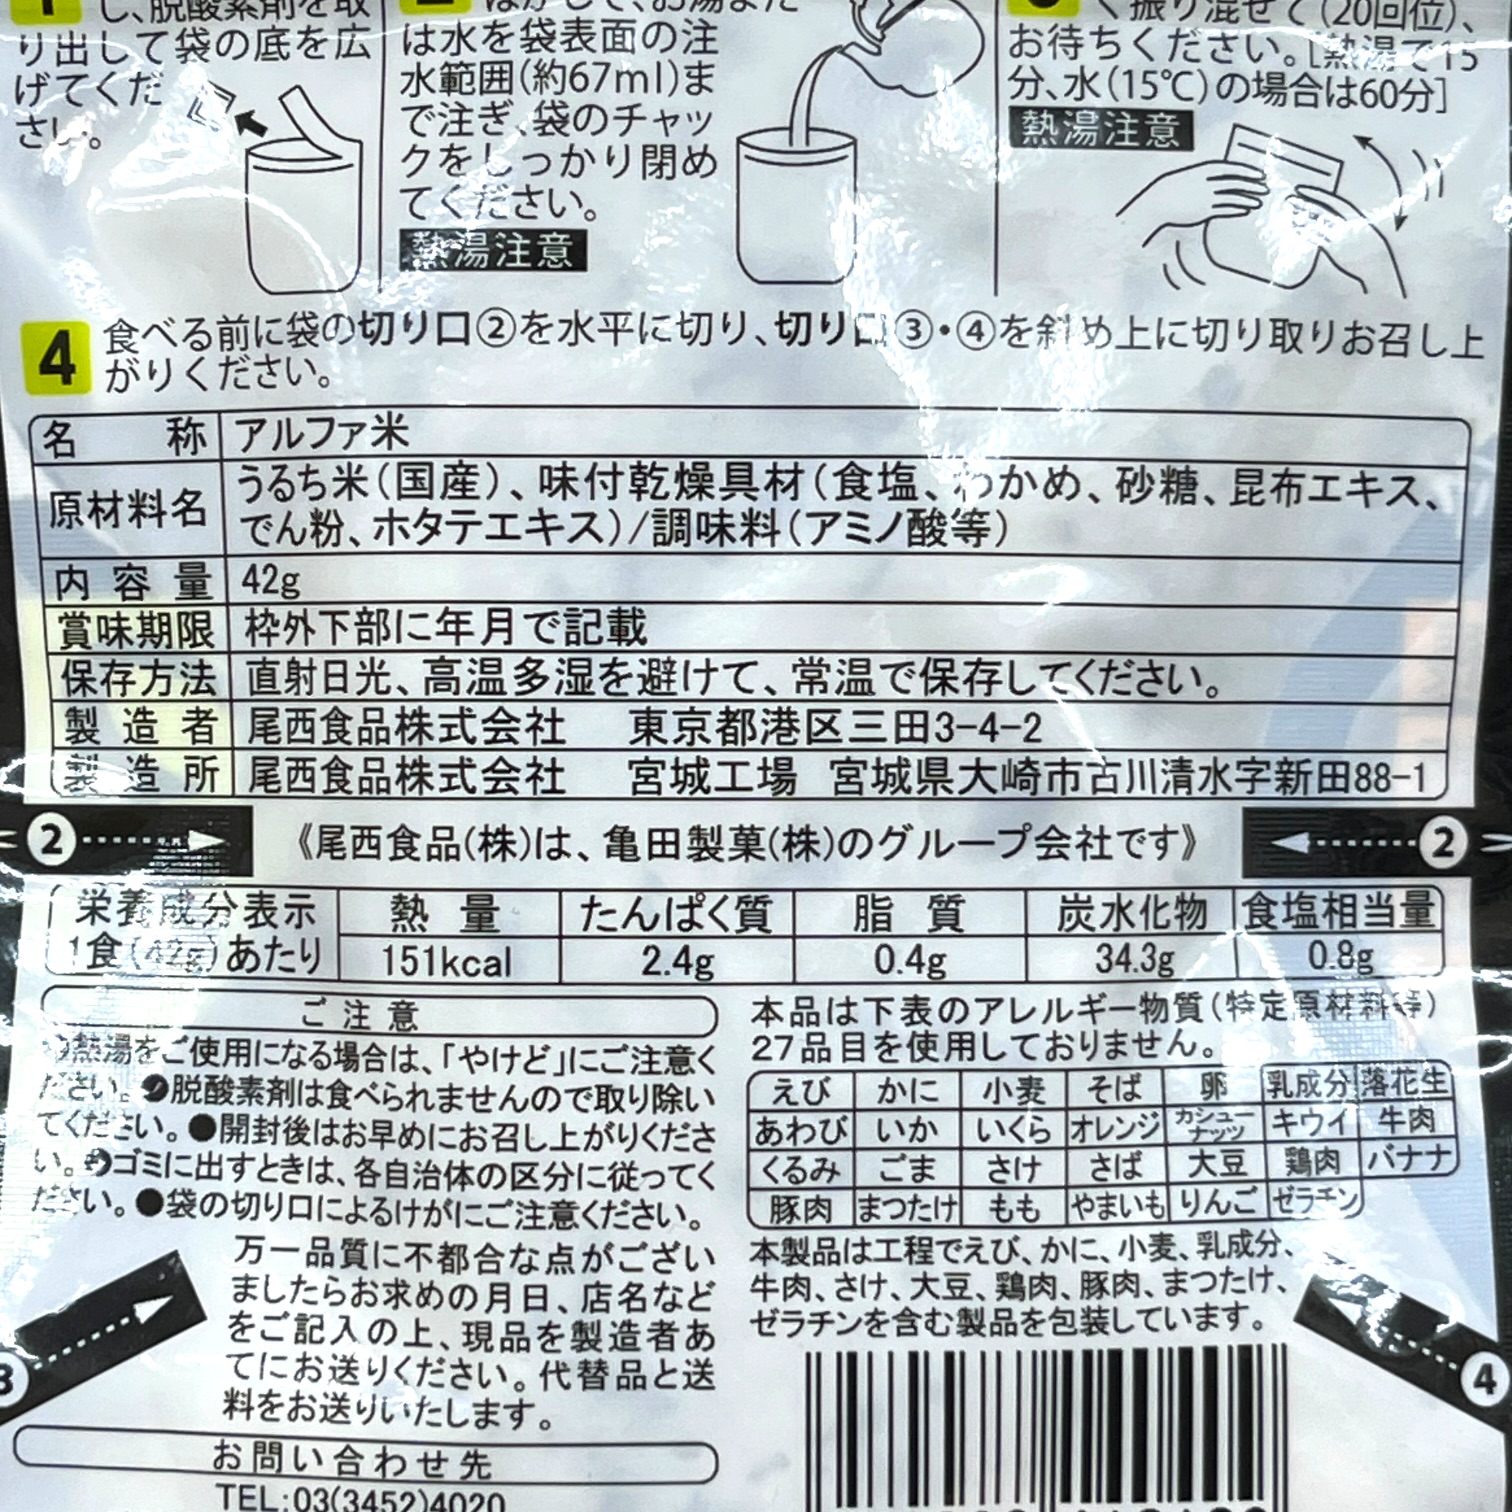 1
し、脱酸素剤を取
り出して袋の底を広
げてくだ
さい。
は水を袋表面の注
水範囲(約67ml)ま
で注ぎ、袋のチャッ
クをしっかり閉め
てください。
熱湯注意
く振り混ぜて(20回位)、
お待ちください。[熱湯で15
分、水(15℃)の場合は60分]
熱湯注意
4 食べる前に袋の切り口②を水平に切り、切り口③・④を斜め上に切り取りお召し上
がりください。
名 称 アルファ米
原材料名 うるち米(国産)、味付乾燥具材(食塩、わかめ、砂糖、昆布エキス、
でん粉、ホタテエキス)/調味料(アミノ酸等)
内容量 42g
賞味期限 枠外下部に年月で記載
保存方法 直射日光、高温多湿を避けて、常温で保存してください。
製造者 尾西食品株式会社 東京都港区三田3-4-2
製造所 尾西食品株式会社 宮城工場 宮城県大崎市古川清水字新田88-1
② 《尾西食品(株)は、亀田製菓(株)のグループ会社です》 ②
栄養成分表示 熱量 たんぱく質 脂質 炭水化物 食塩相当量
1食(42g)あたり 151kcal 2.4g 0.4g 34.3g 0.8g
ご注意
●熱湯をご使用になる場合は、「やけど」にご注意く
ださい。●脱酸素剤は食べられませんので取り除い
てください。●開封後はお早めにお召し上がりくださ
い。●ゴミに出すときは、各自治体の区分に従ってく
ださい。●袋の切り口によるけがにご注意ください。
万一品質に不都合な点がござい
ましたらお求めの月日、店名など
をご記入の上、現品を製造者あ
てにお送りください。代替品と送
料をお送りいたします。
③
お問い合わせ先
TEL:03(3452)4020
本品は下表のアレルギー物質(特定原材料等)
27品目を使用しておりません。
えび かに 小麦 そば 卵 乳成分 落花生
あわび いか いくら オレンジ カシューナッツ キウイ 牛肉
くるみ ごま さけ さば 大豆 鶏肉 バナナ
豚肉 まつたけ もも やまいも りんご ゼラチン
本製品は工程でえび、かに、小麦、乳成分、
牛肉、さけ、大豆、鶏肉、豚肉、まつたけ、
ゼラチンを含む製品を包装しています。
④